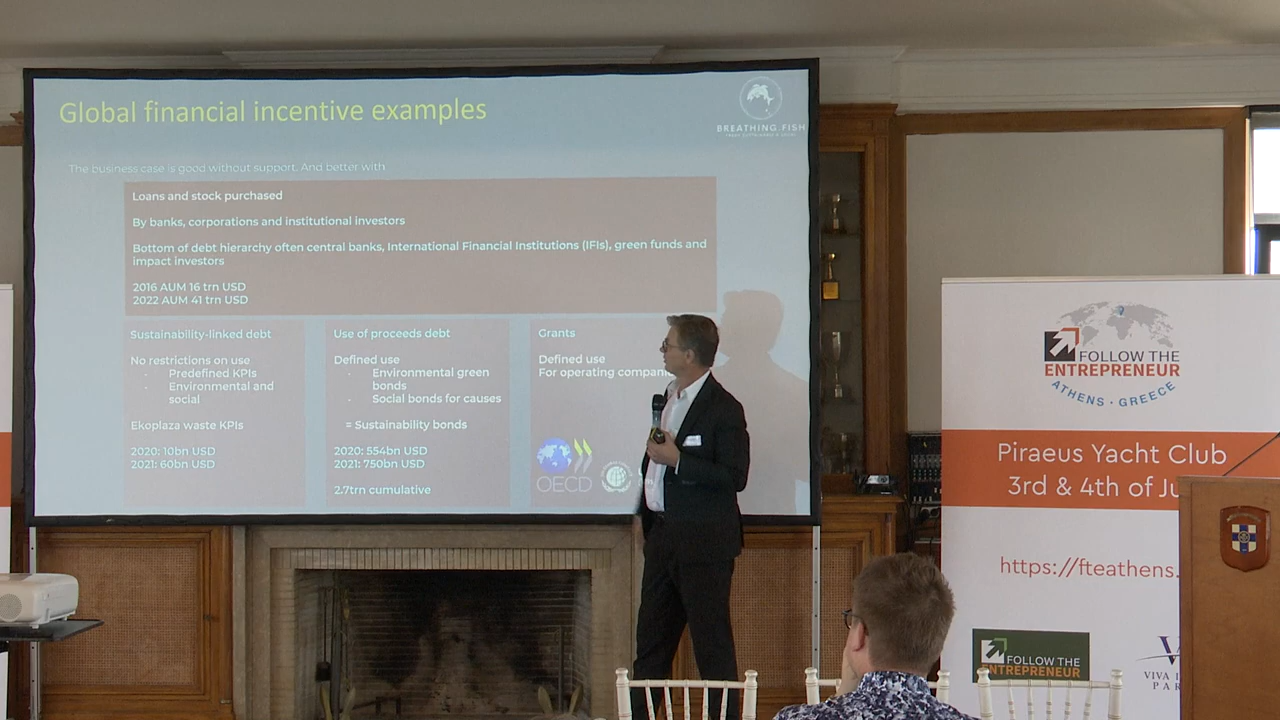 Global financial incentive examples
BREATHING.FISH
The business case is good without support. And better with
Loans and stock purchased
By banks, corporations and institutional investors
Bottom of debt hierarchy often central banks, International Financial Institutions (IFIs), green funds and
impact investors
2016 AUM 16 trn USD
2022 AUM 41 trn USD
Sustainability-linked debt
No restrictions on use
· Predefined KPIs
· Environmental and
social
Ekoplaza waste KPIs
2020: 10bn USD
2021: 60bn USD
Use of proceeds debt
Defined use
· Environmental green
bonds
· Social bonds for causes
= Sustainability bonds
2020: 554bn USD
2021: 750bn USD
2.7trn cumulative
Grants
Defined use
For operating compan
OECD
FOLLOW THE
ENTREPRENEUR
ATHENS · GREECE
Piraeus Yacht Club
3rd & 4th of Ju
https://fteathens.
FOLLOW THE
ENTREPRENEUR
VIVA
PAR